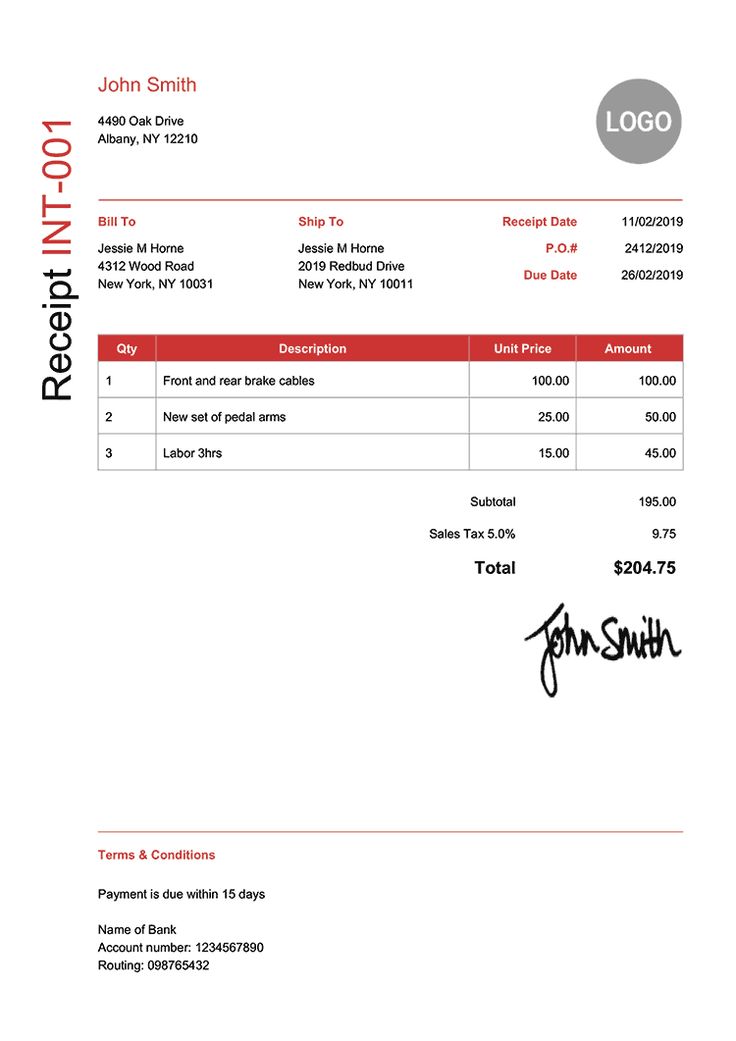 John Smith
4490 Oak Drive
Albany, NY 12210
LOGO
Receipt INT-001
Bill To
Jessie M Horne
4312 Wood Road
New York, NY 10031
Ship To
Jessie M Horne
2019 Redbud Drive
New York, NY 10011
Receipt Date 11/02/2019
P.O.# 2412/2019
Due Date 26/02/2019
Qty Description Unit Price Amount
1 Front and rear brake cables 100.00 100.00
2 New set of pedal arms 25.00 50.00
3 Labor 3hrs 15.00 45.00
Subtotal 195.00
Sales Tax 5.0% 9.75
Total $204.75
John Smith
Terms & Conditions
Payment is due within 15 days
Name of Bank
Account number: 1234567890
Routing: 098765432